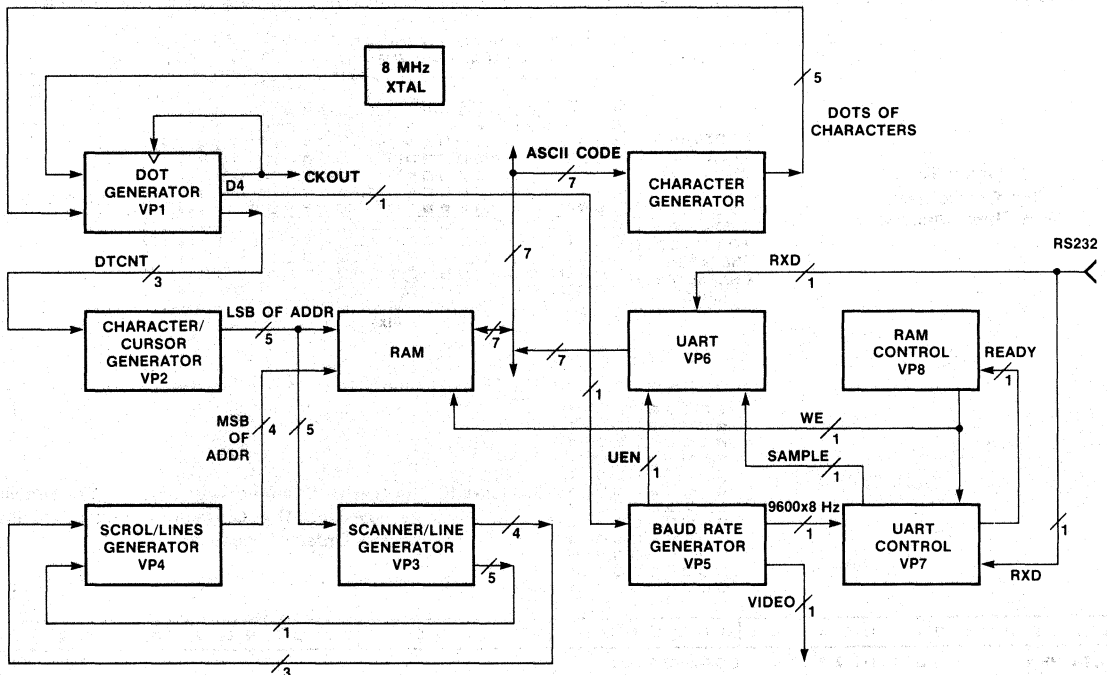 8 MHz
XTAL
5
DOTS OF
CHARACTERS
DOT
GENERATOR
VP1
CKOUT
D4
1
ASCII CODE
7
CHARACTER
GENERATOR
7
DTCNT
3
RXD
1
RS232
CHARACTER/
CURSOR
GENERATOR
VP2
LSB OF ADDR
5
RAM
7
7
UART
VP6
RAM
CONTROL
VP8
READY
1
1
MSB
OF
ADDR
4
5
WE
1
UEN
1
SAMPLE
1
SCROL/LINES
GENERATOR
VP4
SCANNER/LINE
GENERATOR
VP3
4
5
BAUD RATE
GENERATOR
VP5
9600x8 Hz
1
UART
CONTROL
VP7
1
RXD
VIDEO
1
1
3